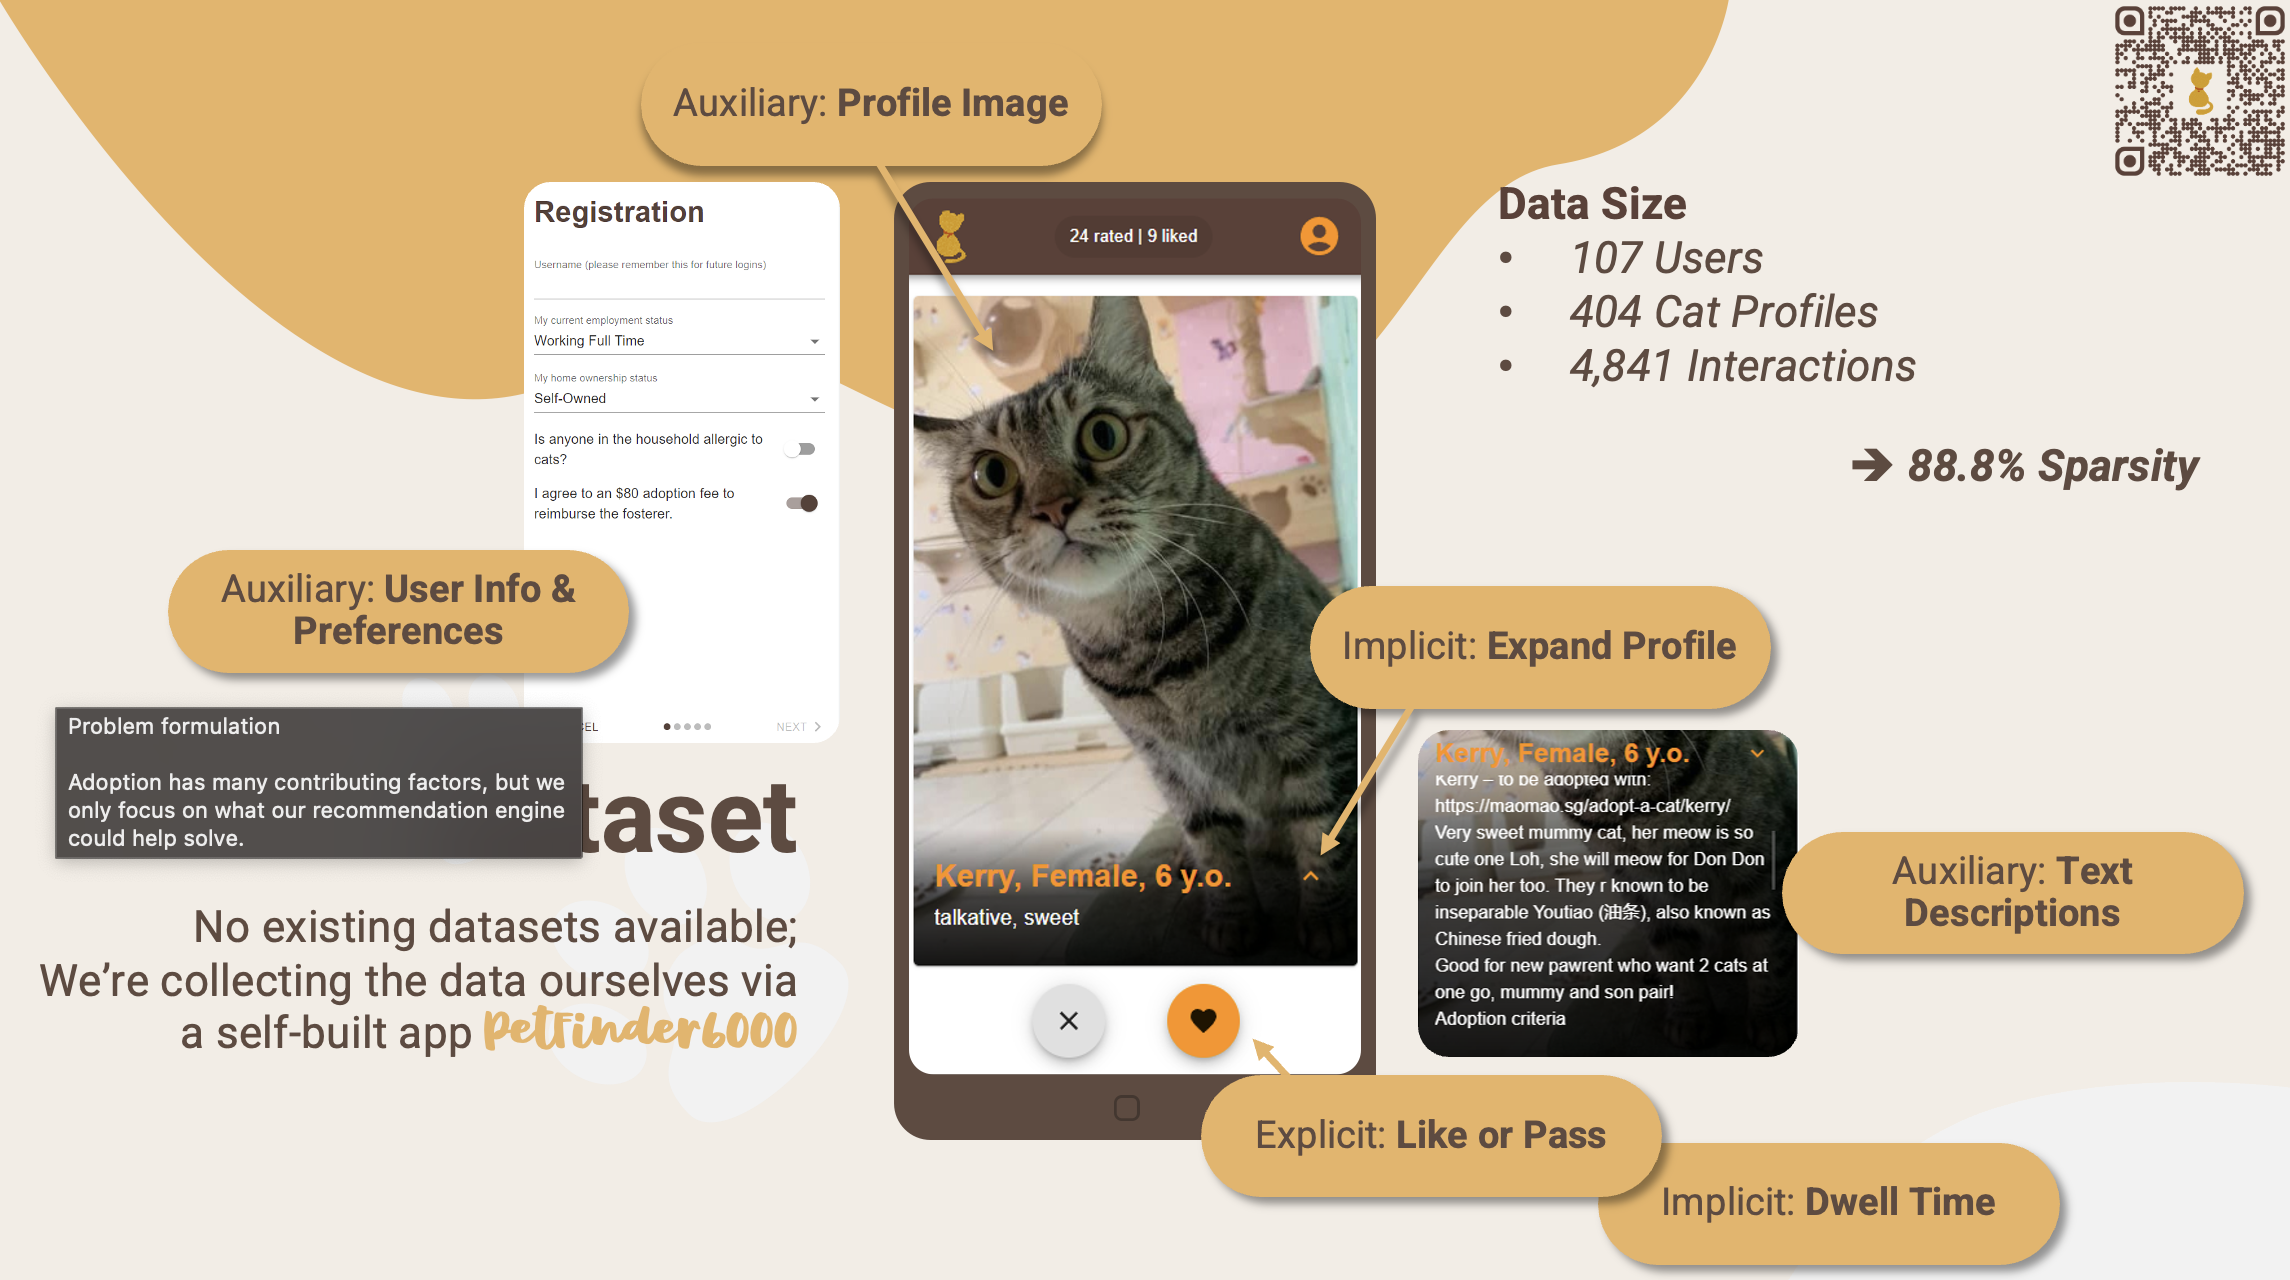 Auxiliary: Profile Image
Registration
Username (please remember this for future logins)
My current employment status
Working Full Time
My home ownership status
Self-Owned
Is anyone in the household allergic to
cats?
I agree to an $80 adoption fee to
reimburse the fosterer.
NEXT
Auxiliary: User Info &
Preferences
Problem formulation
Adoption has many contributing factors, but we
only focus on what our recommendation engine
could help solve.
taset
No existing datasets available;
We're collecting the data ourselves via
a self-built app PetFinder6000
24 rated | 9 liked
Kerry, Female, 6 y.o.
talkative, sweet
Data Size
• 107 Users
• 404 Cat Profiles
• 4,841 Interactions
➔ 88.8% Sparsity
Implicit: Expand Profile
Kerry, Female, 6 y.o.
Kerry – to be adopted with:
https://maomao.sg/adopt-a-cat/kerry/
Very sweet mummy cat, her meow is so
cute one Loh, she will meow for Don Don
to join her too. They r known to be
inseparable Youtiao (油条), also known as
Chinese fried dough.
Good for new pawrent who want 2 cats at
one go, mummy and son pair!
Adoption criteria
Auxiliary: Text
Descriptions
Explicit: Like or Pass
Implicit: Dwell Time